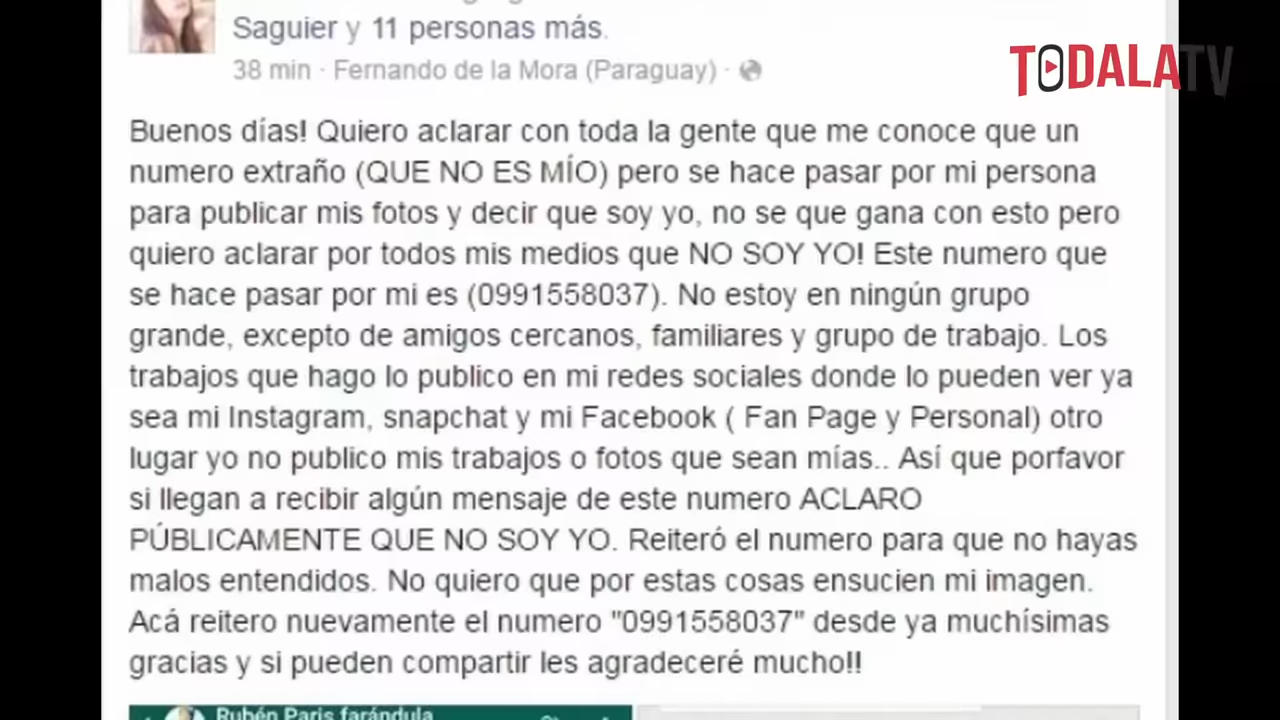 Saguier y 11 personas más.
38 min · Fernando de la Mora (Paraguay) ·
TODALATV
Buenos días! Quiero aclarar con toda la gente que me conoce que un
numero extraño (QUE NO ES MÍO) pero se hace pasar por mi persona
para publicar mis fotos y decir que soy yo, no se que gana con esto pero
quiero aclarar por todos mis medios que NO SOY YO! Este numero que
se hace pasar por mi es (0991558037). No estoy en ningún grupo
grande, excepto de amigos cercanos, familiares y grupo de trabajo. Los
trabajos que hago lo publico en mi redes sociales donde lo pueden ver ya
sea mi Instagram, snapchat y mi Facebook ( Fan Page y Personal) otro
lugar yo no publico mis trabajos o fotos que sean mías.. Así que porfavor
si llegan a recibir algún mensaje de este numero ACLARO
PÚBLICAMENTE QUE NO SOY YO. Reiteró el numero para que no hayas
malos entendidos. No quiero que por estas cosas ensucien mi imagen.
Acá reitero nuevamente el numero "0991558037" desde ya muchísimas
gracias y si pueden compartir les agradeceré mucho!!
Rubén Paris farándula